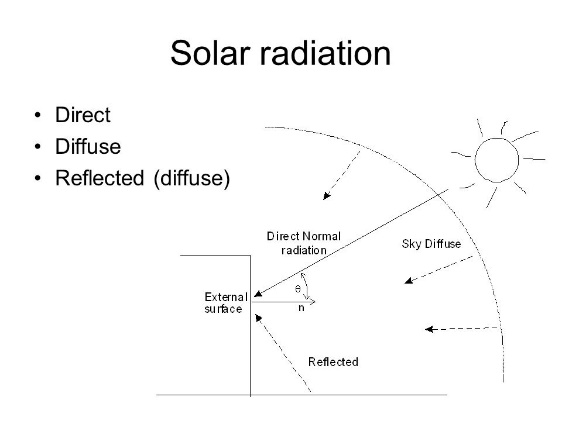 Solar radiation
• Direct
• Diffuse
• Reflected (diffuse)
Direct Normal
radiation
Sky Diffuse
External
surface
θ
n
Reflected